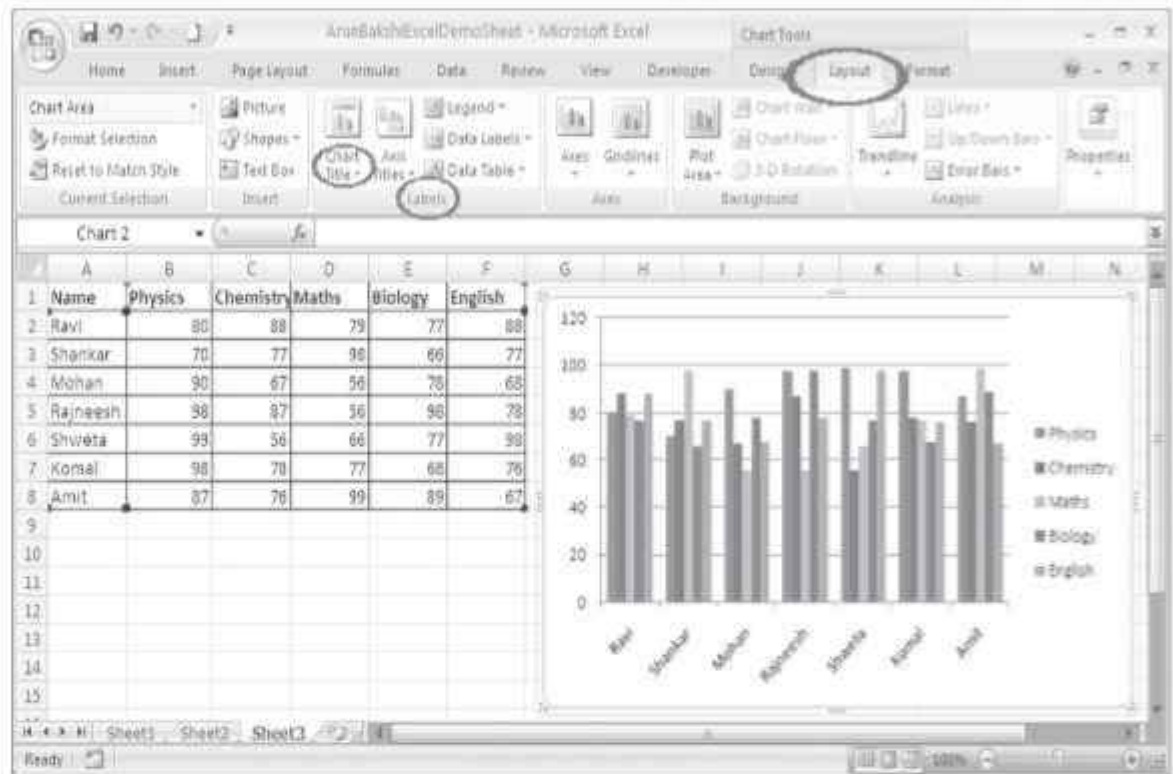 ArunBakshiExcelDemoSheet - Microsoft Excel
Chart Tools
Home Insert Page Layout Formulas Data Review View Developer Design Layout Format
Chart Area
Format Selection
Reset to Match Style
Current Selection
Picture
Shapes
Text Box
Insert
Chart Title
Axis Titles
Legend
Data Labels
Data Table
Labels
Axes
Gridlines
Axes
Plot Area
Chart Wall
Chart Floor
3-D Rotation
Background
Trendline
Lines
Up/Down Bars
Error Bars
Analysis
Properties
Chart 2
fx
A B C D E F G H I J K L M N
1 Name Physics Chemistry Maths Biology English
2 Ravi 80 88 79 77 88
3 Shankar 70 77 98 66 77
4 Mohan 90 67 56 78 68
5 Rajneesh 98 87 56 98 78
6 Shweta 99 56 66 77 98
7 Komal 98 78 77 68 76
8 Amit 87 76 99 89 67
9
10
11
12
13
14
15
120
100
80
60
40
20
0
Ravi Shankar Mohan Rajneesh Shweta Komal Amit
Physics
Chemistry
Maths
Biology
English
Sheet1 Sheet2 Sheet3
Ready
100%